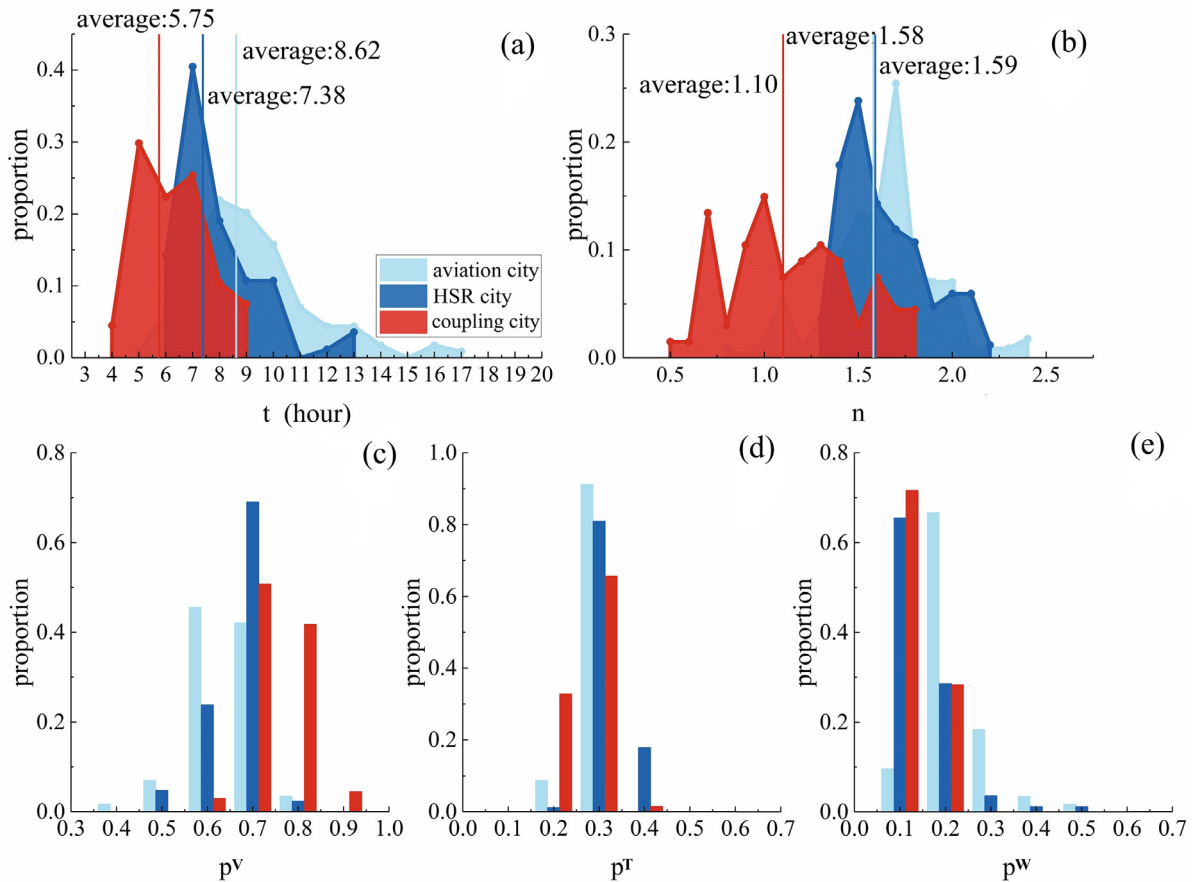 average:5.75
(a)
average:8.62
average:7.38
proportion
0.4
0.3
0.2
0.1
0.0
aviation city
HSR city
coupling city
3 4 5 6 7 8 9 10 11 12 13 14 15 16 17 18 19 20
t (hour)
average:1.58
(b)
average:1.59
average:1.10
proportion
0.3
0.2
0.1
0.0
0.5 1.0 1.5 2.0 2.5
n
(c)
proportion
0.8
0.6
0.4
0.2
0.0
0.3 0.4 0.5 0.6 0.7 0.8 0.9 1.0
pV
(d)
proportion
1.0
0.8
0.6
0.4
0.2
0.0
0.0 0.1 0.2 0.3 0.4 0.5 0.6 0.7
pT
(e)
proportion
0.8
0.6
0.4
0.2
0.0
0.0 0.1 0.2 0.3 0.4 0.5 0.6 0.7
pW